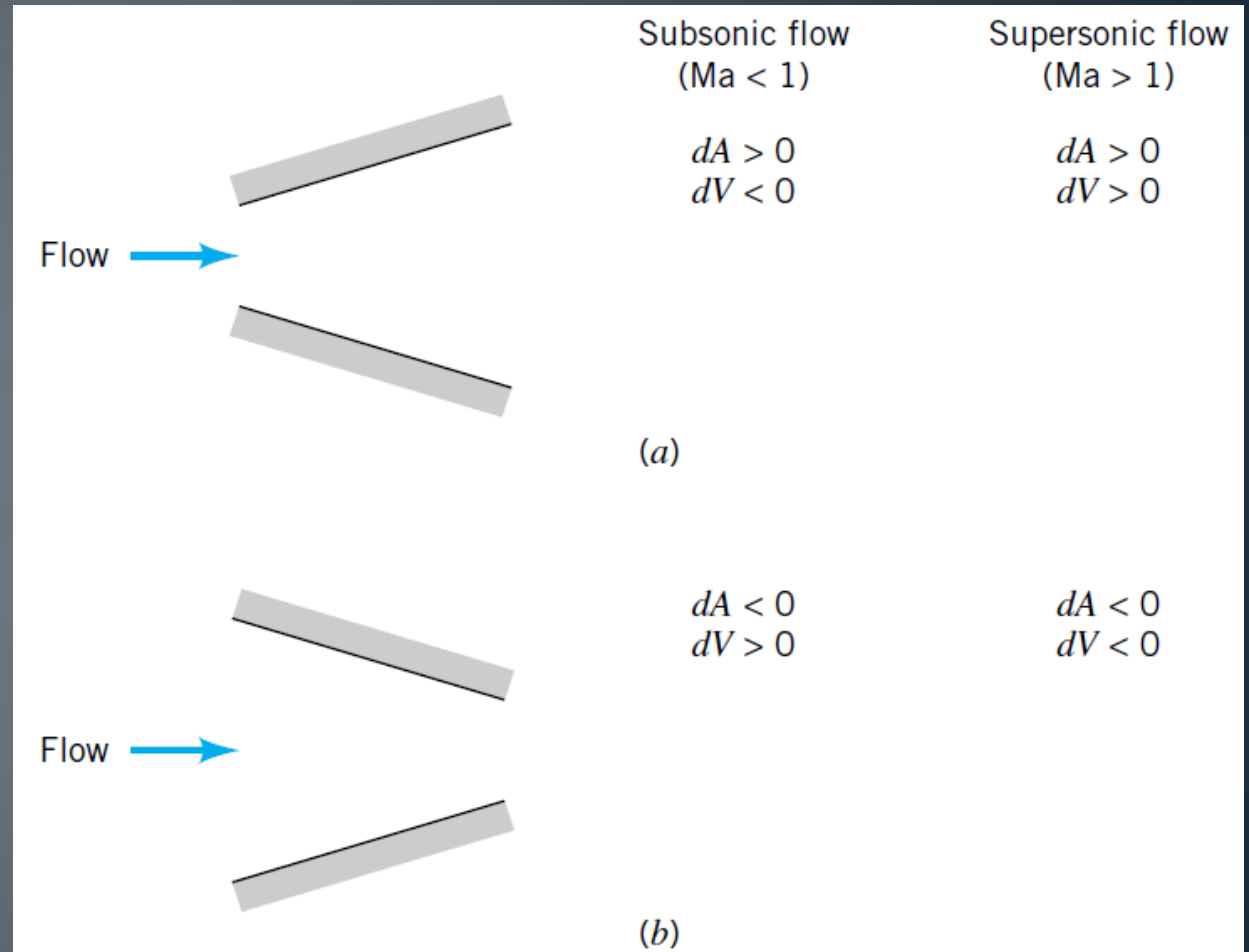 Subsonic flow
(Ma < 1)
Supersonic flow
(Ma > 1)
dA > 0
dV < 0
dA > 0
dV > 0
Flow
(a)
dA < 0
dV > 0
dA < 0
dV < 0
Flow
(b)